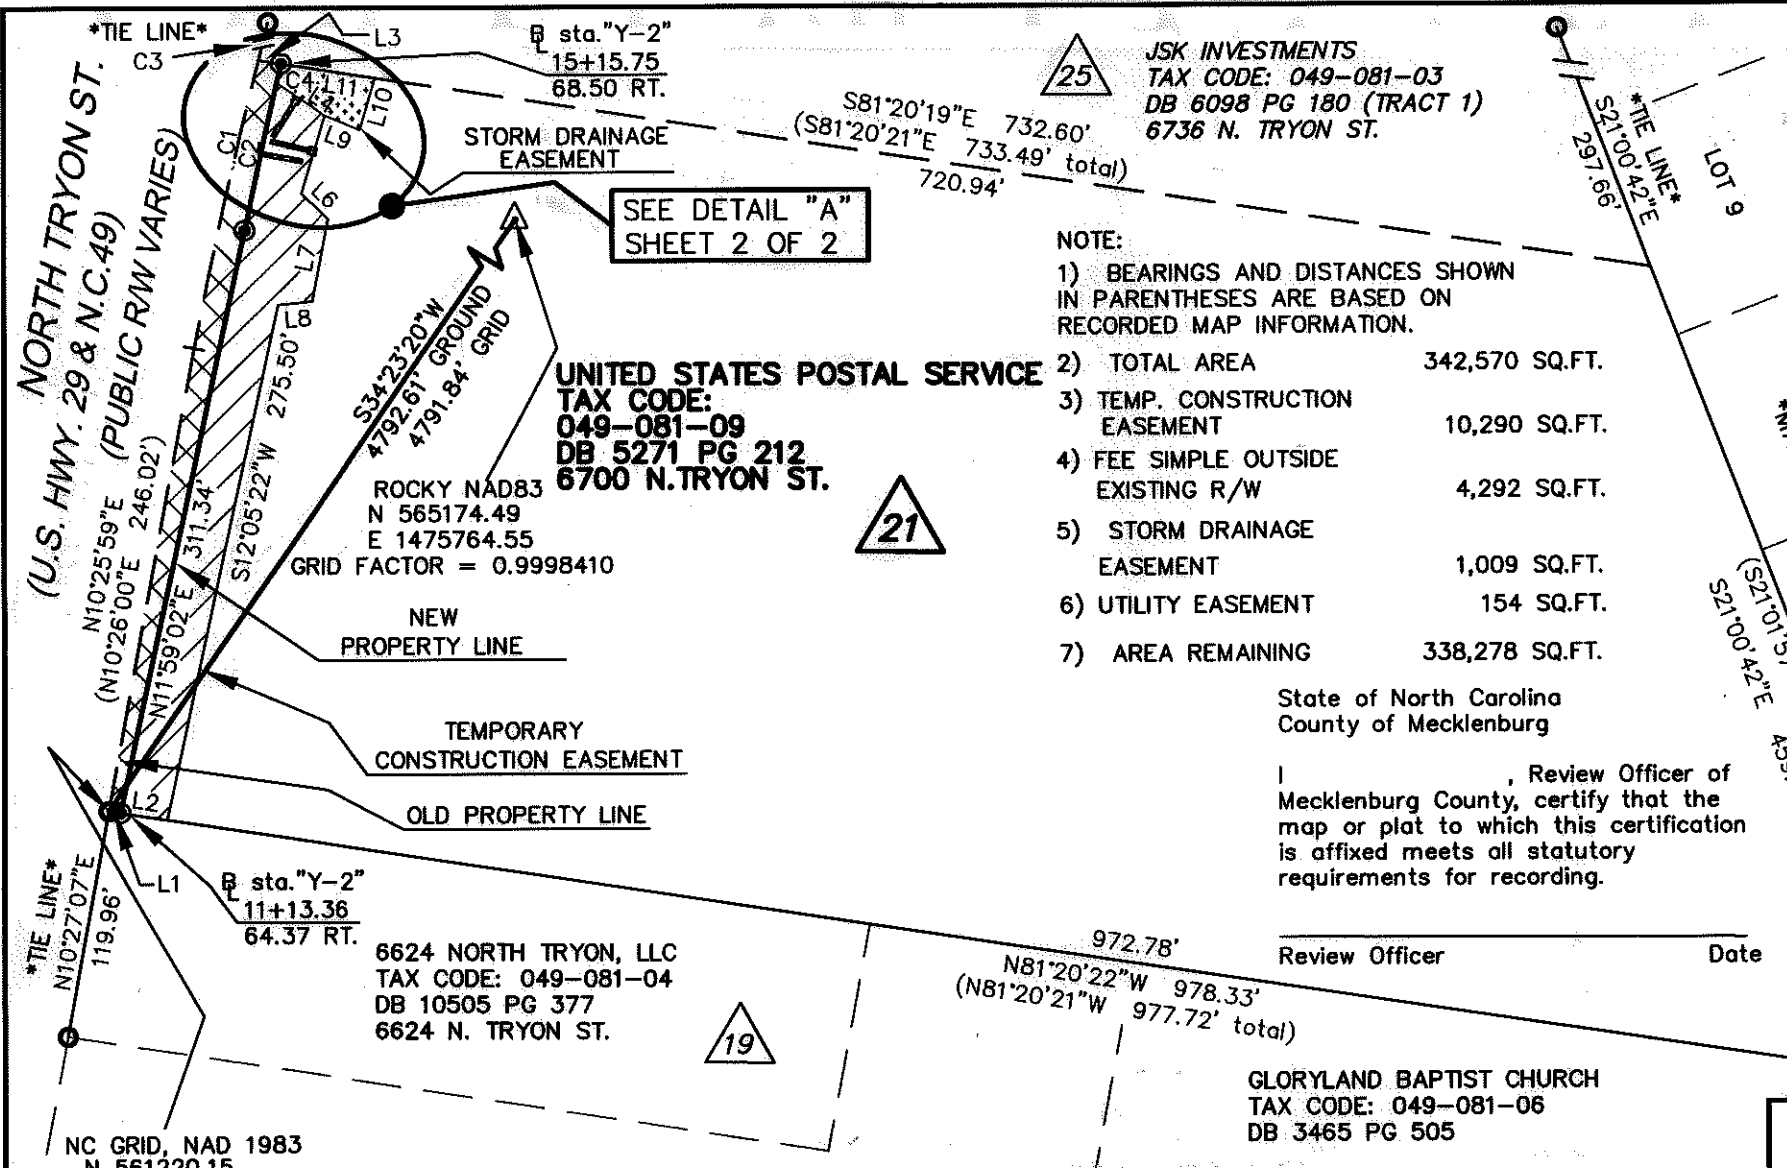 *TIE LINE*
C3
L3
BL sta."Y-2"
15+15.75
68.50 RT.
C4
L11
L4
L10
L9
C1
C2
L6
L7
L8
STORM DRAINAGE
EASEMENT
SEE DETAIL "A"
SHEET 2 OF 2
25
JSK INVESTMENTS
TAX CODE: 049-081-03
DB 6098 PG 180 (TRACT 1)
6736 N. TRYON ST.
S81°20'19"E 732.60'
(S81°20'21"E 733.49' total)
720.94'
*TIE LINE*
S21°00'42"E
297.66'
LOT 9
NORTH TRYON ST.
(U.S. HWY. 29 & N.C.49)
(PUBLIC R/W VARIES)
NOTE:
1) BEARINGS AND DISTANCES SHOWN
IN PARENTHESES ARE BASED ON
RECORDED MAP INFORMATION.
2) TOTAL AREA 342,570 SQ.FT.
3) TEMP. CONSTRUCTION
EASEMENT 10,290 SQ.FT.
4) FEE SIMPLE OUTSIDE
EXISTING R/W 4,292 SQ.FT.
5) STORM DRAINAGE
EASEMENT 1,009 SQ.FT.
6) UTILITY EASEMENT 154 SQ.FT.
7) AREA REMAINING 338,278 SQ.FT.
S34°23'20"W
4792.61' GROUND
4791.84' GRID
UNITED STATES POSTAL SERVICE
TAX CODE:
049-081-09
DB 5271 PG 212
6700 N.TRYON ST.
21
ROCKY NAD83
N 565174.49
E 1475764.55
GRID FACTOR = 0.9998410
N10°25'59"E
(N10°26'00"E 246.02')
N11°59'02"E 311.34'
S12°05'22"W 275.50'
NEW
PROPERTY LINE
TEMPORARY
CONSTRUCTION EASEMENT
OLD PROPERTY LINE
L2
L1
BL sta."Y-2"
11+13.36
64.37 RT.
*TIE LINE*
N10°27'07"E
119.96'
6624 NORTH TRYON, LLC
TAX CODE: 049-081-04
DB 10505 PG 377
6624 N. TRYON ST.
19
State of North Carolina
County of Mecklenburg
I , Review Officer of
Mecklenburg County, certify that the
map or plat to which this certification
is affixed meets all statutory
requirements for recording.
Review Officer Date
(S21°01'57
S21°00'42"E
972.78'
N81°20'22"W 978.33'
(N81°20'21"W 977.72' total)
GLORYLAND BAPTIST CHURCH
TAX CODE: 049-081-06
DB 3465 PG 505
NC GRID, NAD 1983
N 561220.15